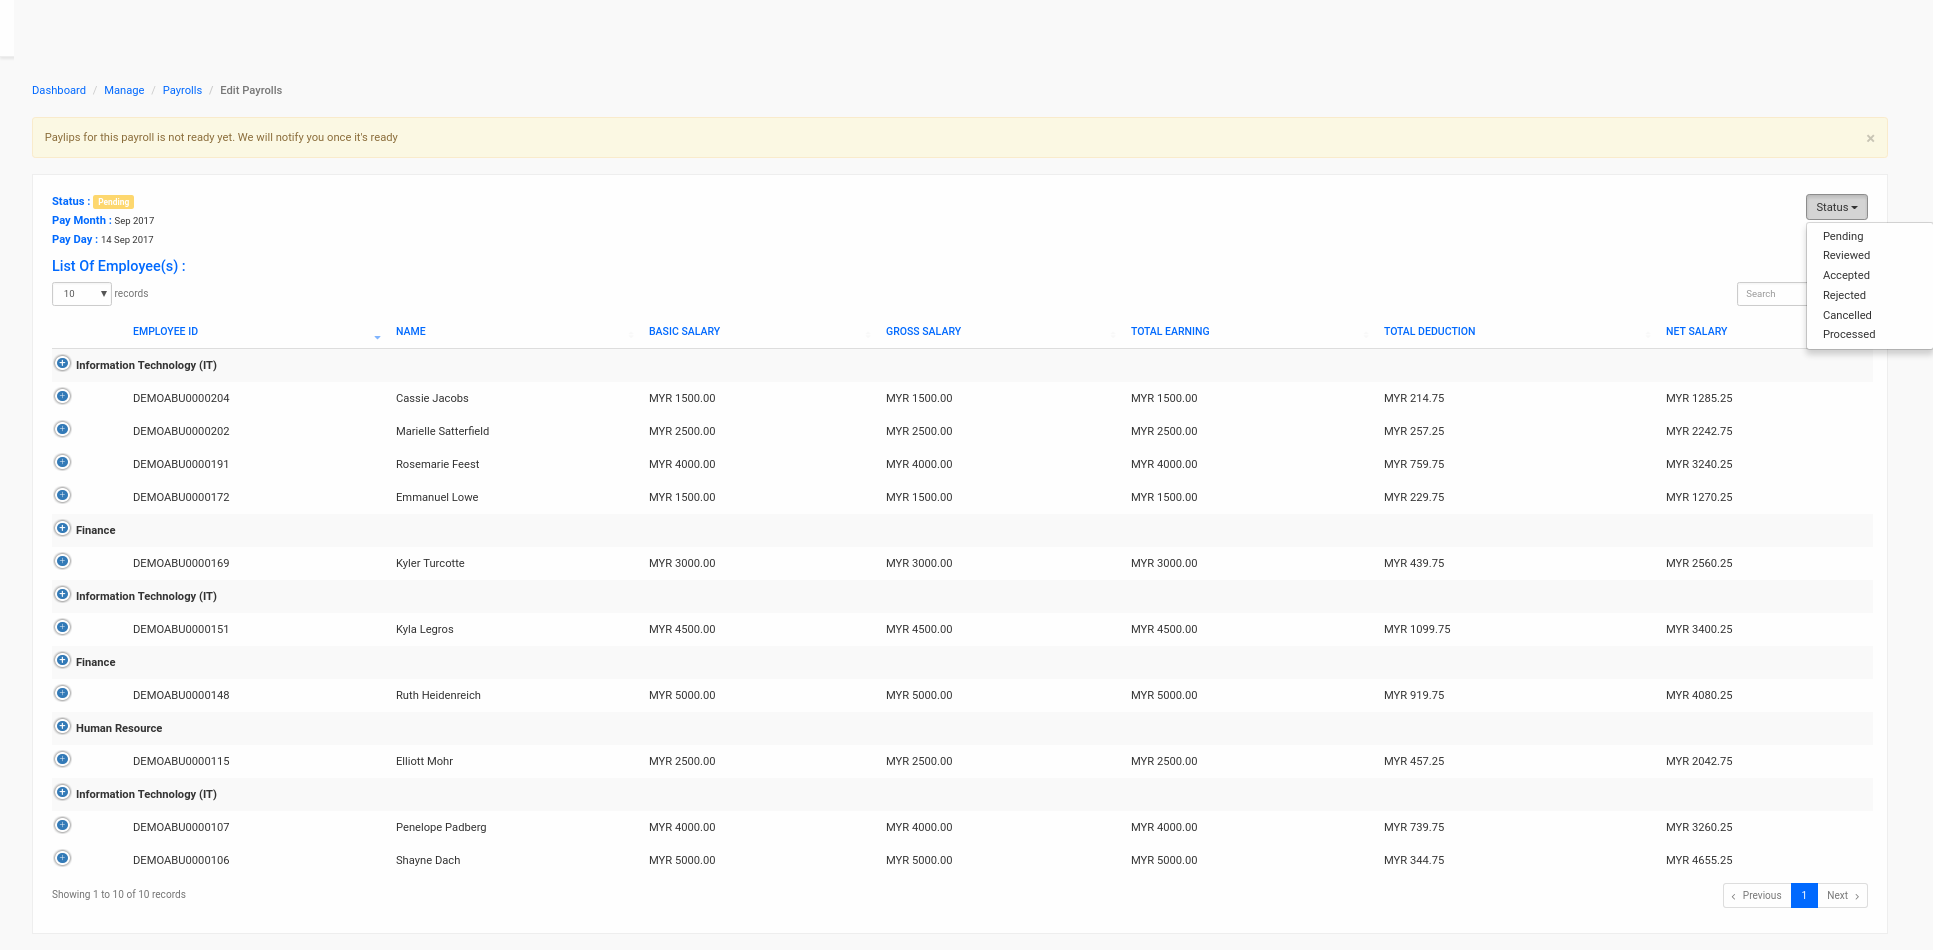 Dashboard / Manage / Payrolls / Edit Payrolls
Paylips for this payroll is not ready yet. We will notify you once it's ready ×
Status : Pending
Status
Pay Month : Sep 2017
Pay Day : 14 Sep 2017
Pending
Reviewed
Accepted
Rejected
Cancelled
Processed
List Of Employee(s) :
10 records
Search
EMPLOYEE ID NAME BASIC SALARY GROSS SALARY TOTAL EARNING TOTAL DEDUCTION NET SALARY
Information Technology (IT)
DEMOABU0000204 Cassie Jacobs MYR 1500.00 MYR 1500.00 MYR 1500.00 MYR 214.75 MYR 1285.25
DEMOABU0000202 Marielle Satterfield MYR 2500.00 MYR 2500.00 MYR 2500.00 MYR 257.25 MYR 2242.75
DEMOABU0000191 Rosemarie Feest MYR 4000.00 MYR 4000.00 MYR 4000.00 MYR 759.75 MYR 3240.25
DEMOABU0000172 Emmanuel Lowe MYR 1500.00 MYR 1500.00 MYR 1500.00 MYR 229.75 MYR 1270.25
Finance
DEMOABU0000169 Kyler Turcotte MYR 3000.00 MYR 3000.00 MYR 3000.00 MYR 439.75 MYR 2560.25
Information Technology (IT)
DEMOABU0000151 Kyla Legros MYR 4500.00 MYR 4500.00 MYR 4500.00 MYR 1099.75 MYR 3400.25
Finance
DEMOABU0000148 Ruth Heidenreich MYR 5000.00 MYR 5000.00 MYR 5000.00 MYR 919.75 MYR 4080.25
Human Resource
DEMOABU0000115 Elliott Mohr MYR 2500.00 MYR 2500.00 MYR 2500.00 MYR 457.25 MYR 2042.75
Information Technology (IT)
DEMOABU0000107 Penelope Padberg MYR 4000.00 MYR 4000.00 MYR 4000.00 MYR 739.75 MYR 3260.25
DEMOABU0000106 Shayne Dach MYR 5000.00 MYR 5000.00 MYR 5000.00 MYR 344.75 MYR 4655.25
Showing 1 to 10 of 10 records
‹ Previous 1 Next ›